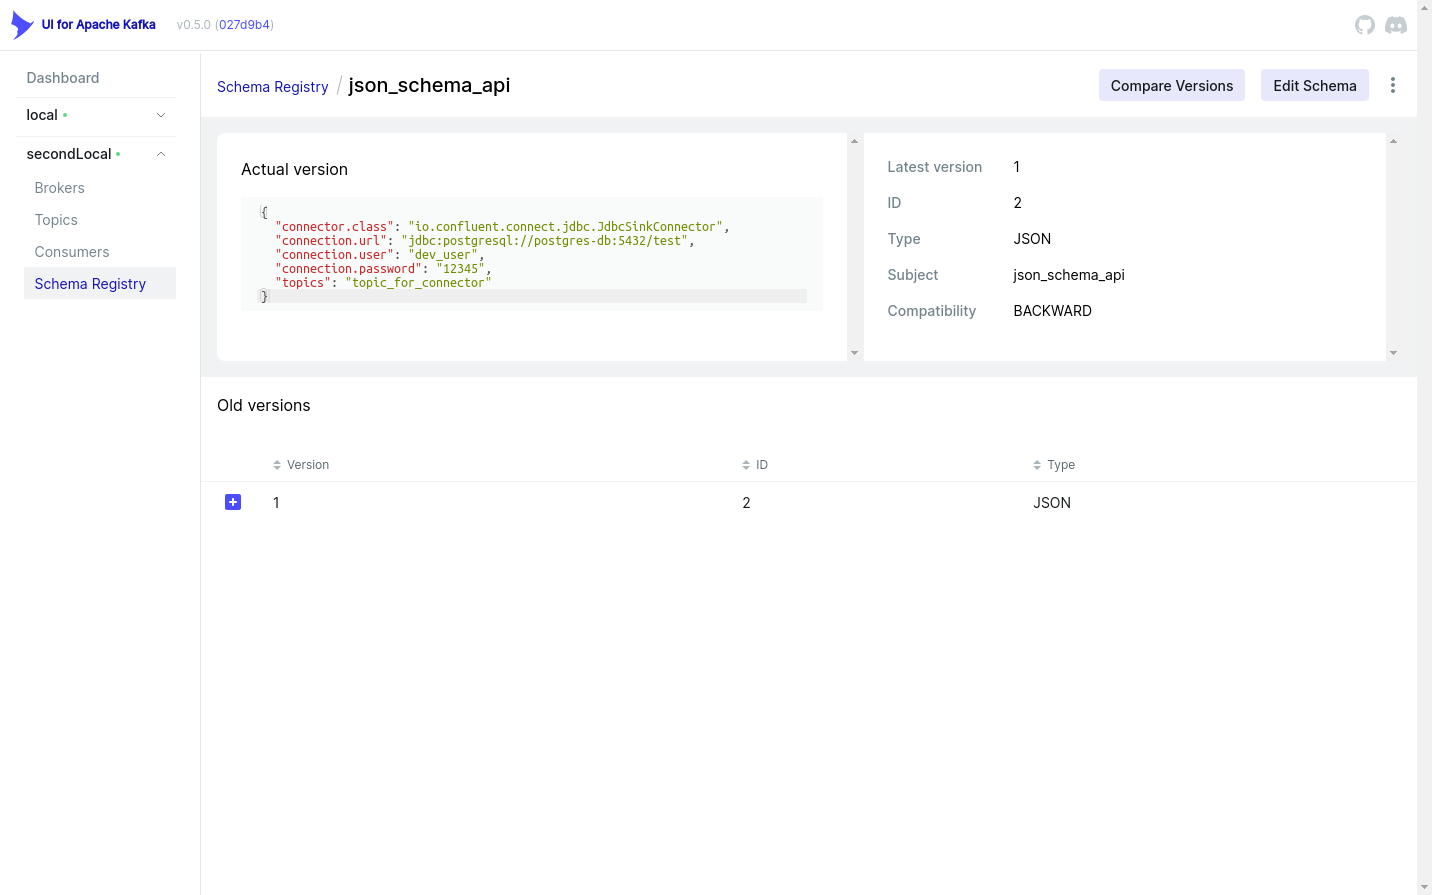 UI for Apache Kafka v0.5.0 (027d9b4)
Dashboard
local
secondLocal
Brokers
Topics
Consumers
Schema Registry
Schema Registry / json_schema_api
Compare Versions
Edit Schema
Actual version
{
  "connector.class": "io.confluent.connect.jdbc.JdbcSinkConnector",
  "connection.url": "jdbc:postgresql://postgres-db:5432/test",
  "connection.user": "dev_user",
  "connection.password": "12345",
  "topics": "topic_for_connector"
}
Latest version 1
ID 2
Type JSON
Subject json_schema_api
Compatibility BACKWARD
Old versions
Version ID Type
1 2 JSON